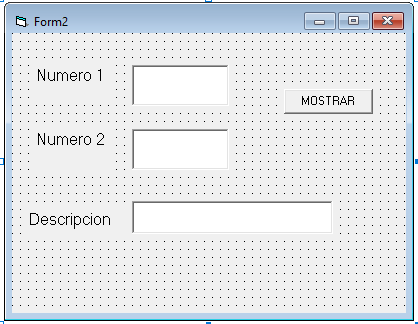 Form2
Numero 1
MOSTRAR
Numero 2
Descripcion